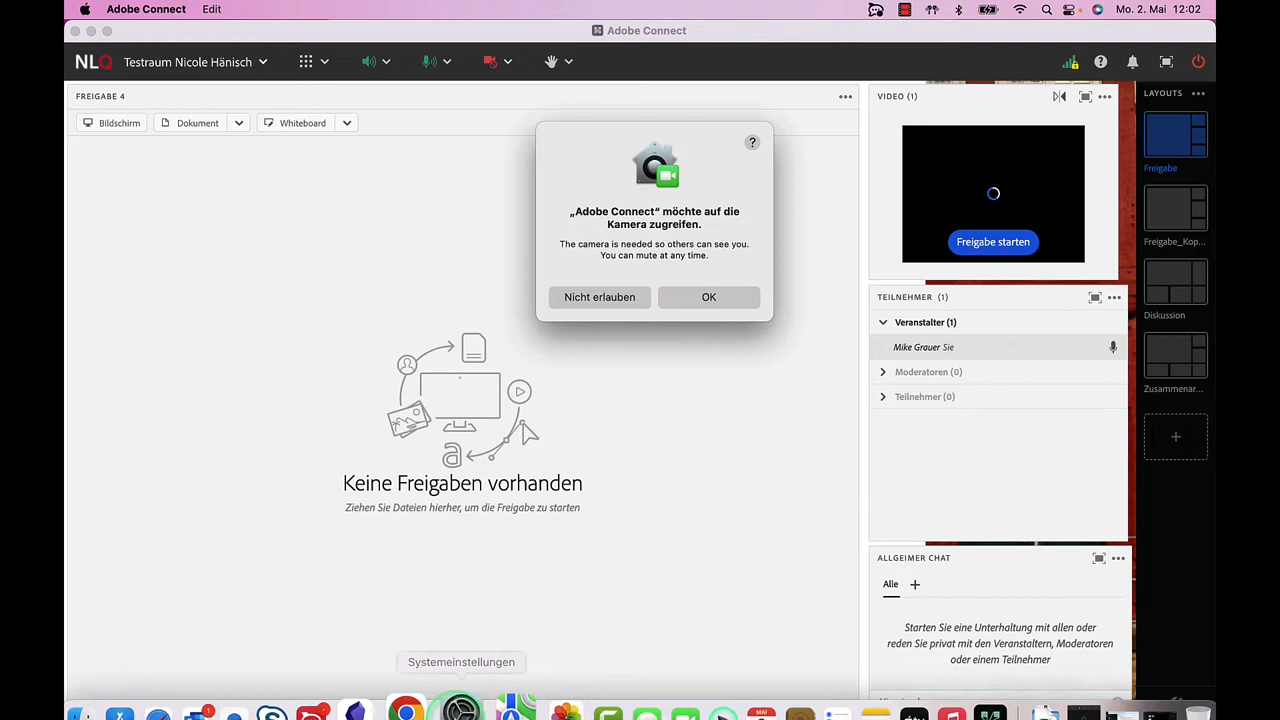 Adobe Connect Edit
Mo. 2. Mai 12:02
Adobe Connect
NLQ Testraum Nicole Hänisch
FREIGABE 4
Bildschirm Dokument Whiteboard
„Adobe Connect“ möchte auf die
Kamera zugreifen.
The camera is needed so others can see you.
You can mute at any time.
Nicht erlauben OK
Keine Freigaben vorhanden
Ziehen Sie Dateien hierher, um die Freigabe zu starten
VIDEO (1)
Freigabe starten
TEILNEHMER (1)
Veranstalter (1)
Mike Grauer Sie
Moderatoren (0)
Teilnehmer (0)
ALLGEIMER CHAT
Alle
Starten Sie eine Unterhaltung mit allen oder
reden Sie privat mit den Veranstaltern, Moderatoren
oder einem Teilnehmer
LAYOUTS
Freigabe
Freigabe_Kop...
Diskussion
Zusammenar...
Systemeinstellungen
1
MAI